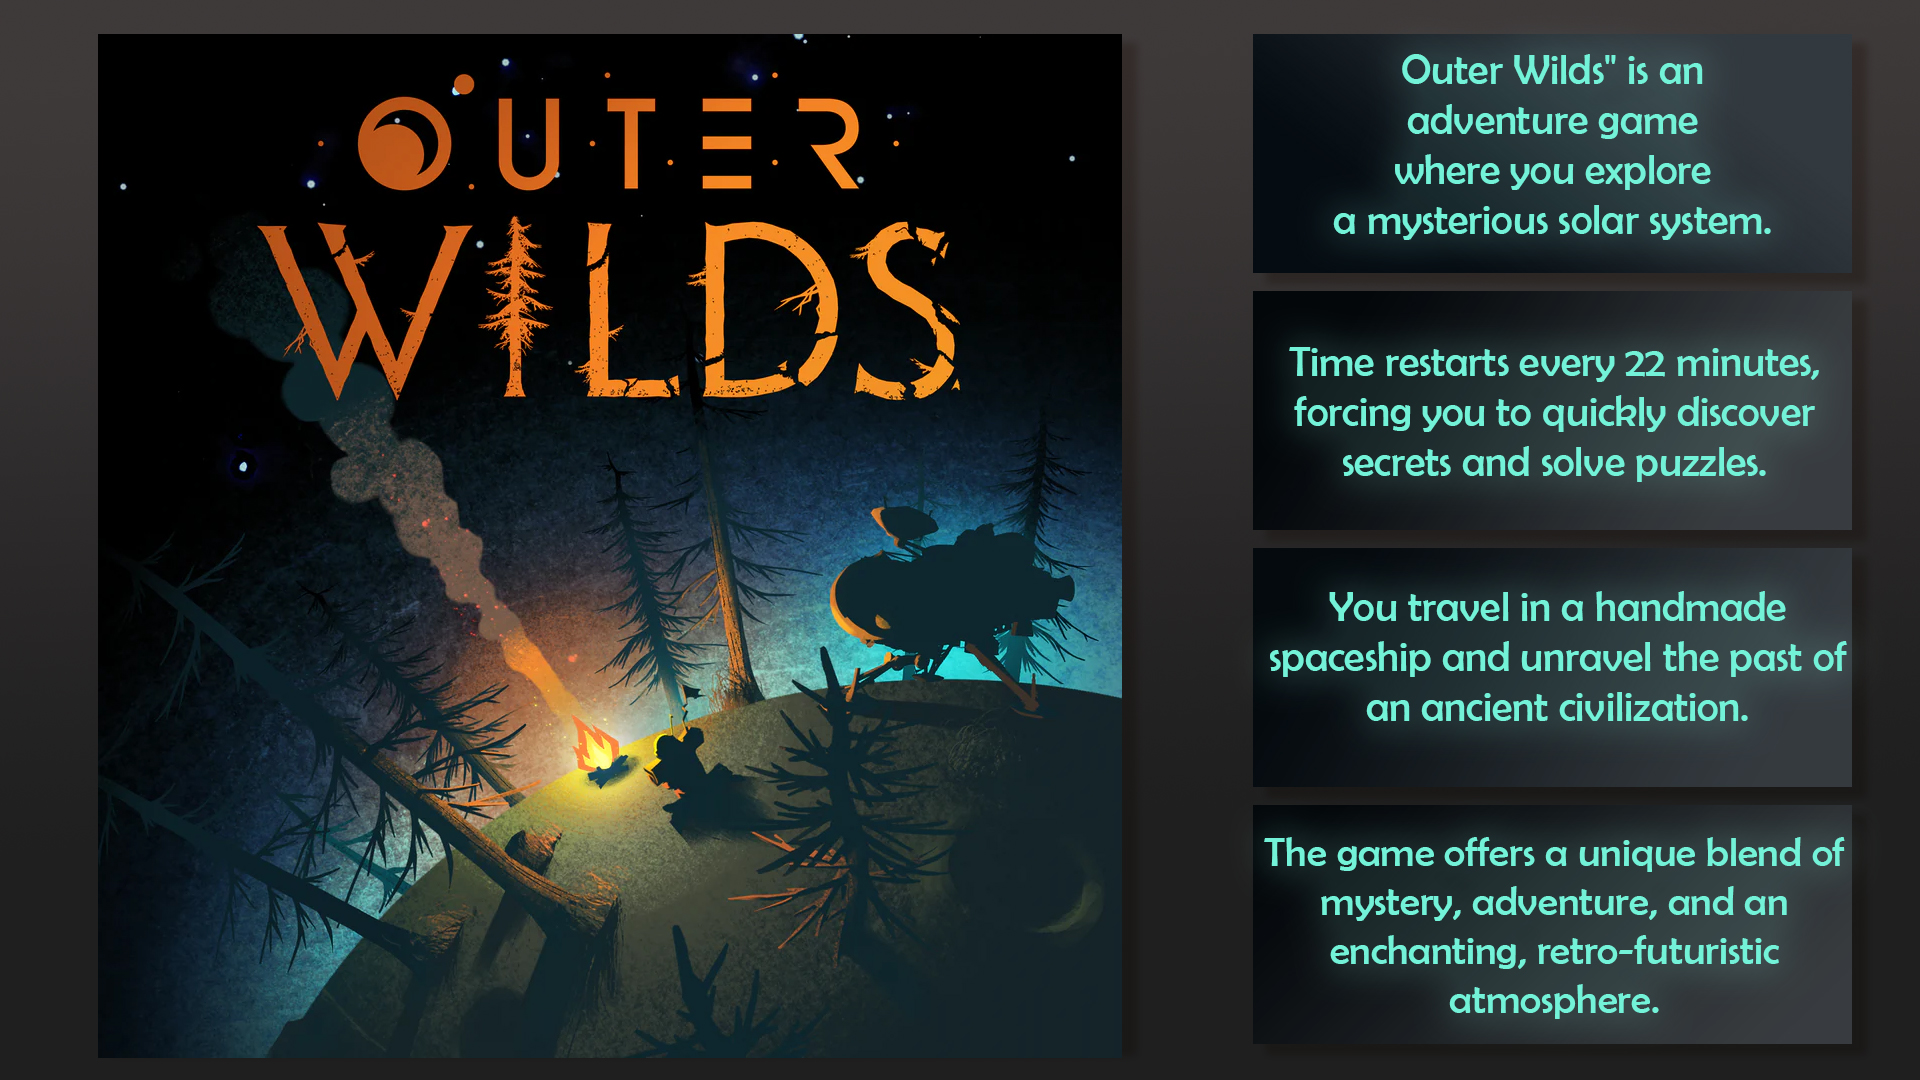 OUTER
WILDS
Outer Wilds" is an
adventure game
where you explore
a mysterious solar system.
Time restarts every 22 minutes,
forcing you to quickly discover
secrets and solve puzzles.
You travel in a handmade
spaceship and unravel the past of
an ancient civilization.
The game offers a unique blend of
mystery, adventure, and an
enchanting, retro-futuristic
atmosphere.